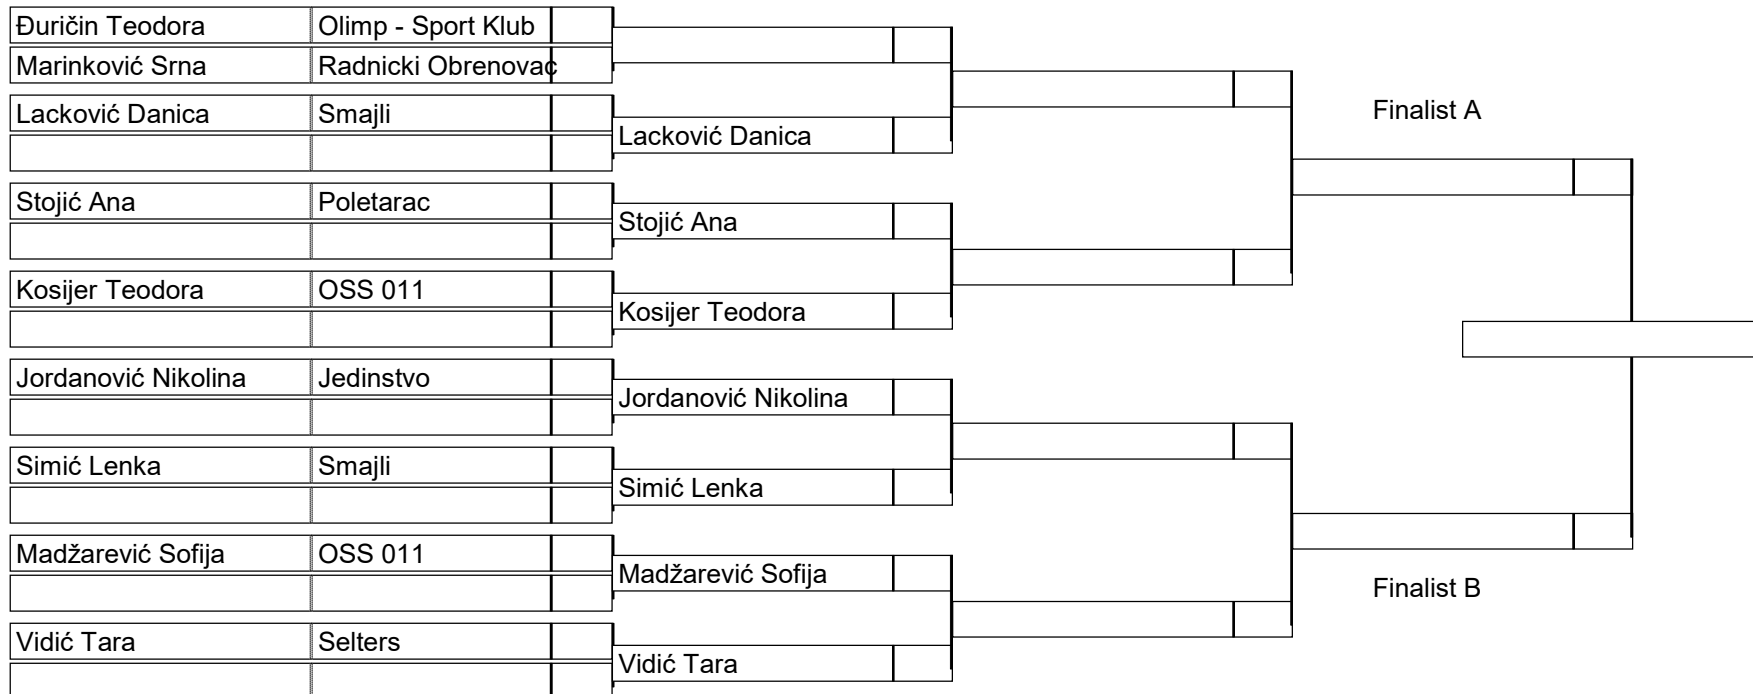 Đuričin Teodora Olimp - Sport Klub
Marinković Srna Radnicki Obrenovac
Lacković Danica Smajli
Lacković Danica
Stojić Ana Poletarac
Stojić Ana
Kosijer Teodora OSS 011
Kosijer Teodora
Jordanović Nikolina Jedinstvo
Jordanović Nikolina
Simić Lenka Smajli
Simić Lenka
Madžarević Sofija OSS 011
Madžarević Sofija
Vidić Tara Selters
Vidić Tara
Finalist A
Finalist B